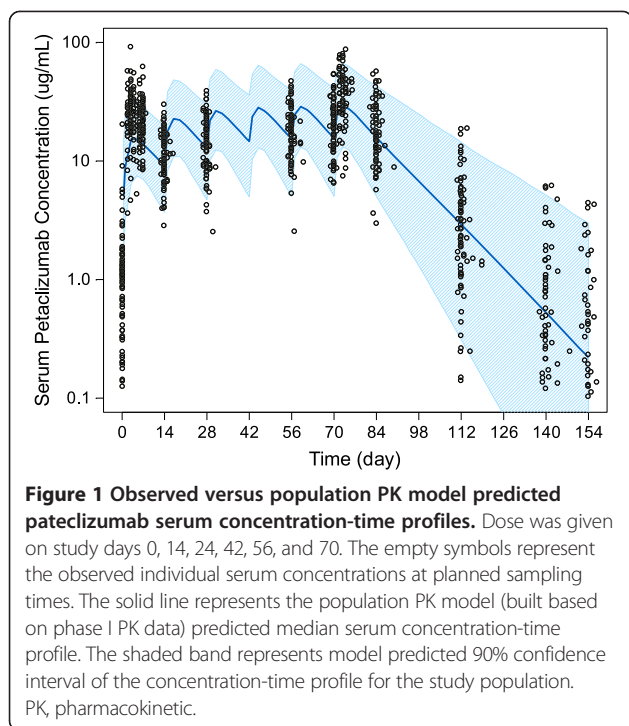 100
10
1.0
0.1
Serum Petaclizumab Concentration (ug/mL)
0 14 28 42 56 70 84 98 112 126 140 154
Time (day)
Figure 1 Observed versus population PK model predicted
pateclizumab serum concentration-time profiles. Dose was given
on study days 0, 14, 24, 42, 56, and 70. The empty symbols represent
the observed individual serum concentrations at planned sampling
times. The solid line represents the population PK model (built based
on phase I PK data) predicted median serum concentration-time
profile. The shaded band represents model predicted 90% confidence
interval of the concentration-time profile for the study population.
PK, pharmacokinetic.